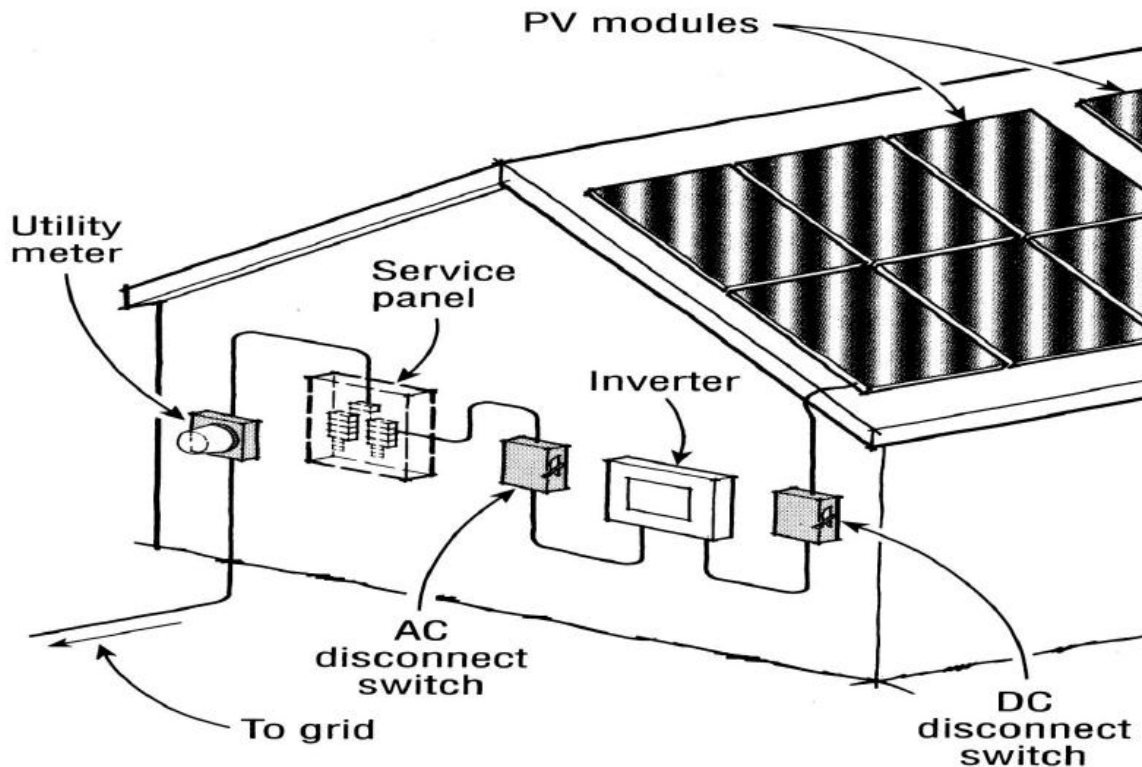 PV modules
Utility
meter
Service
panel
Inverter
AC
disconnect
switch
To grid
DC
disconnect
switch